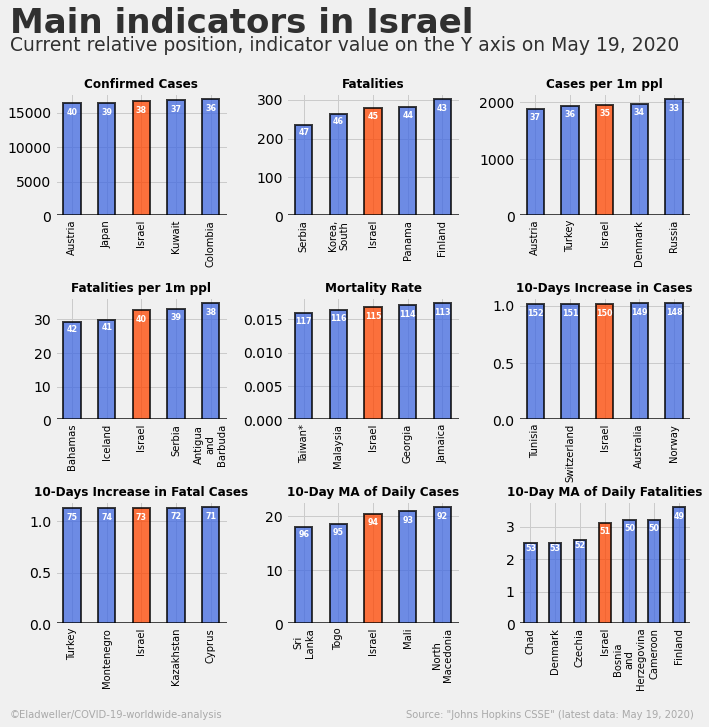 Main indicators in Israel
Current relative position, indicator value on the Y axis on May 19, 2020
Confirmed Cases
15000
10000
5000
0
40
39
38
37
36
Austria
Japan
Israel
Kuwait
Colombia
Fatalities
300
200
100
0
47
46
45
44
43
Serbia
Korea,
South
Israel
Panama
Finland
Cases per 1m ppl
2000
1000
0
37
36
35
34
33
Austria
Turkey
Israel
Denmark
Russia
Fatalities per 1m ppl
30
20
10
0
42
41
40
39
38
Bahamas
Iceland
Israel
Serbia
Antigua
and
Barbuda
Mortality Rate
0.015
0.010
0.005
0.000
117
116
115
114
113
Taiwan*
Malaysia
Israel
Georgia
Jamaica
10-Days Increase in Cases
1.0
0.5
0.0
152
151
150
149
148
Tunisia
Switzerland
Israel
Australia
Norway
10-Days Increase in Fatal Cases
1.0
0.5
0.0
75
74
73
72
71
Turkey
Montenegro
Israel
Kazakhstan
Cyprus
10-Day MA of Daily Cases
20
10
0
96
95
94
93
92
Sri
Lanka
Togo
Israel
Mali
North
Macedonia
10-Day MA of Daily Fatalities
3
2
1
0
53
53
52
51
50
50
49
Chad
Denmark
Czechia
Israel
Bosnia
and
Herzegovina
Cameroon
Finland
©Eladweller/COVID-19-worldwide-analysis
Source: "Johns Hopkins CSSE" (latest data: May 19, 2020)